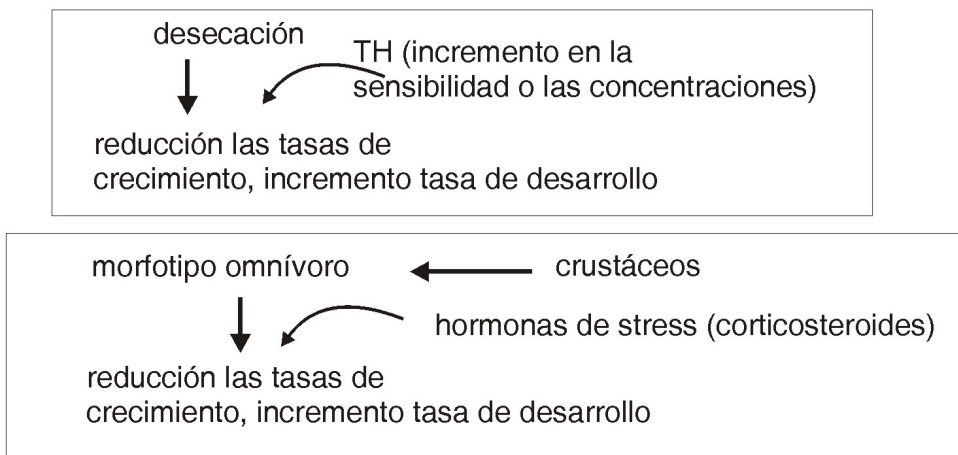 desecación
TH (incremento en la
sensibilidad o las concentraciones)
reducción las tasas de
crecimiento, incremento tasa de desarrollo
morfotipo omnívoro
crustáceos
hormonas de stress (corticosteroides)
reducción las tasas de
crecimiento, incremento tasa de desarrollo